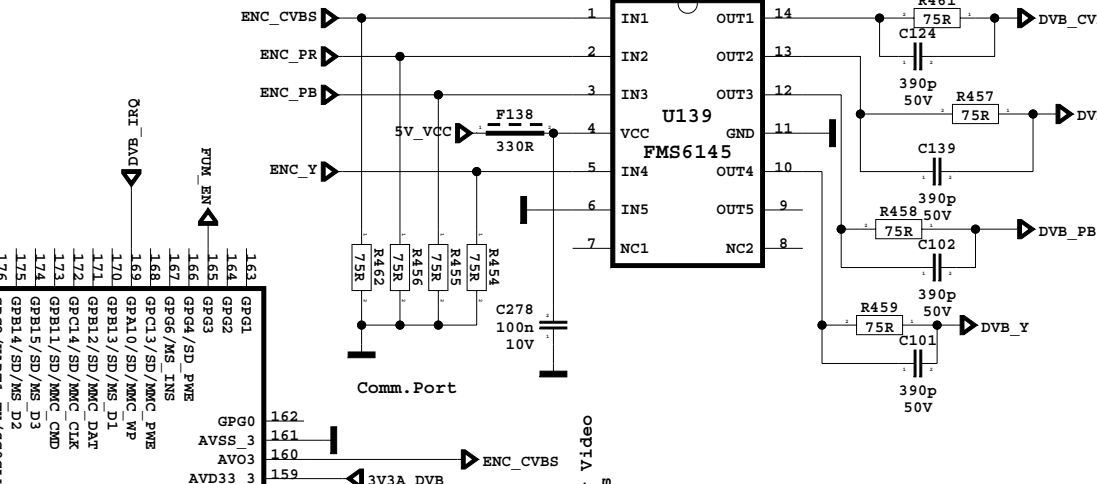 ENC_CVBS
1
IN1
OUT1
14
R461
75R
DVB_CV
C124
390p
50V
ENC_PR
2
IN2
OUT2
13
ENC_PB
3
IN3
OUT3
12
R457
75R
DV
F138
5V_VCC
330R
4
VCC
U139
FMS6145
GND
11
C139
390p
50V
ENC_Y
5
IN4
OUT4
10
6
IN5
OUT5
9
7
NC1
NC2
8
R458
75R
DVB_PB
C102
390p
50V
R459
75R
DVB_Y
C101
390p
50V
75R
R462
75R
R456
75R
R455
75R
R454
C278
100n
10V
Comm.Port
DVB_IRQ
FUM_EN
176
175
174
173
172
171
170
169
168
167
166
165
164
163
GPB14/SD/MS_D2
GPB15/SD/MS_D3
GPB11/SD/MMC_CMD
GPC14/SD/MMC_CLK
GPB12/SD/MMC_DAT
GPB13/SD/MS_D1
GPA10/SD/MMC_WP
GPC13/SD/MMC_PWE
GPG6/MS_INS
GPG4/SD_PWE
GPG3
GPG2
GPG1
GPG0
162
AVSS_3
161
AVO3
160
ENC_CVBS
AVD33_3
159
3V3A_DVB
Video